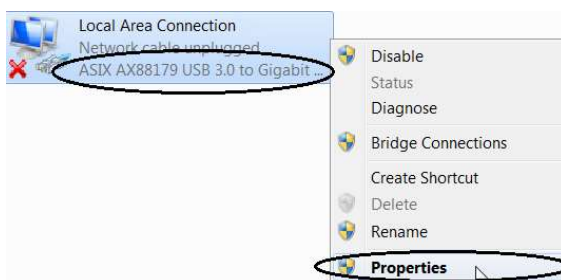 Local Area Connection
Network cable unplugged
ASIX AX88179 USB 3.0 to Gigabit ...
Disable
Status
Diagnose
Bridge Connections
Create Shortcut
Delete
Rename
Properties